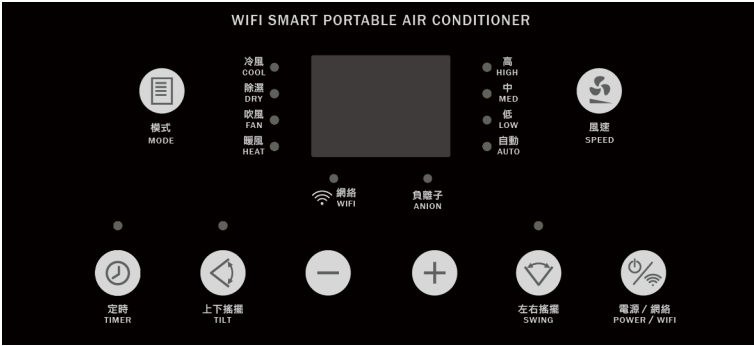 WIFI SMART PORTABLE AIR CONDITIONER
模式
MODE
冷風
COOL
除濕
DRY
吹風
FAN
暖風
HEAT
高
HIGH
中
MED
低
LOW
自動
AUTO
風速
SPEED
網絡
WIFI
負離子
ANION
定時
TIMER
上下搖擺
TILT
左右搖擺
SWING
電源 / 網絡
POWER / WIFI